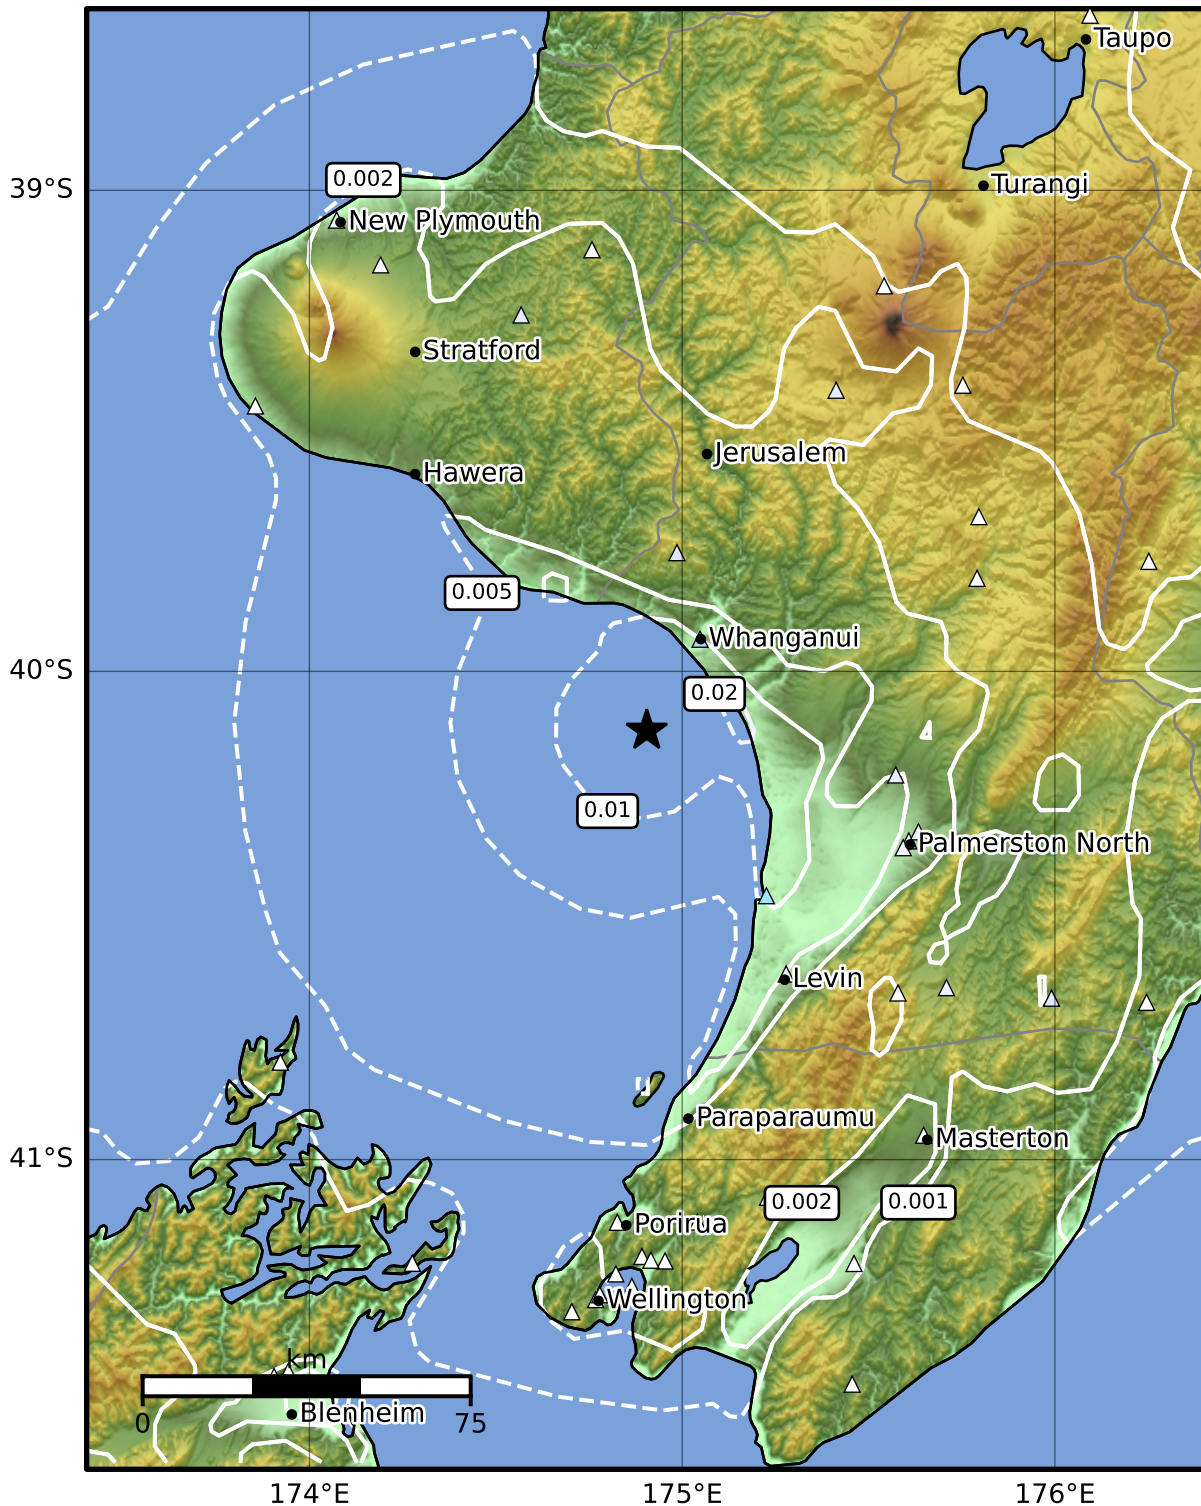 Taupo
39°S
0.002
Turangi
New Plymouth
Stratford
Jerusalem
Hawera
0.005
Whanganui
40°S
0.02
0.01
Palmerston North
Levin
Paraparaumu
Masterton
41°S
0.002
0.001
Porirua
Wellington
km
0
75
Blenheim
174°E
175°E
176°E